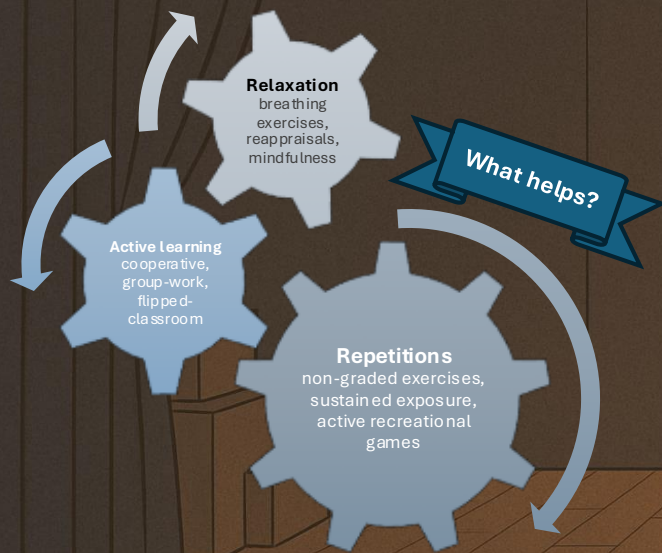 Relaxation
breathing
exercises,
reappraisals,
mindfulness
What helps?
Active learning
cooperative,
group-work,
flipped-
classroom
Repetitions
non-graded exercises,
sustained exposure,
active recreational
games